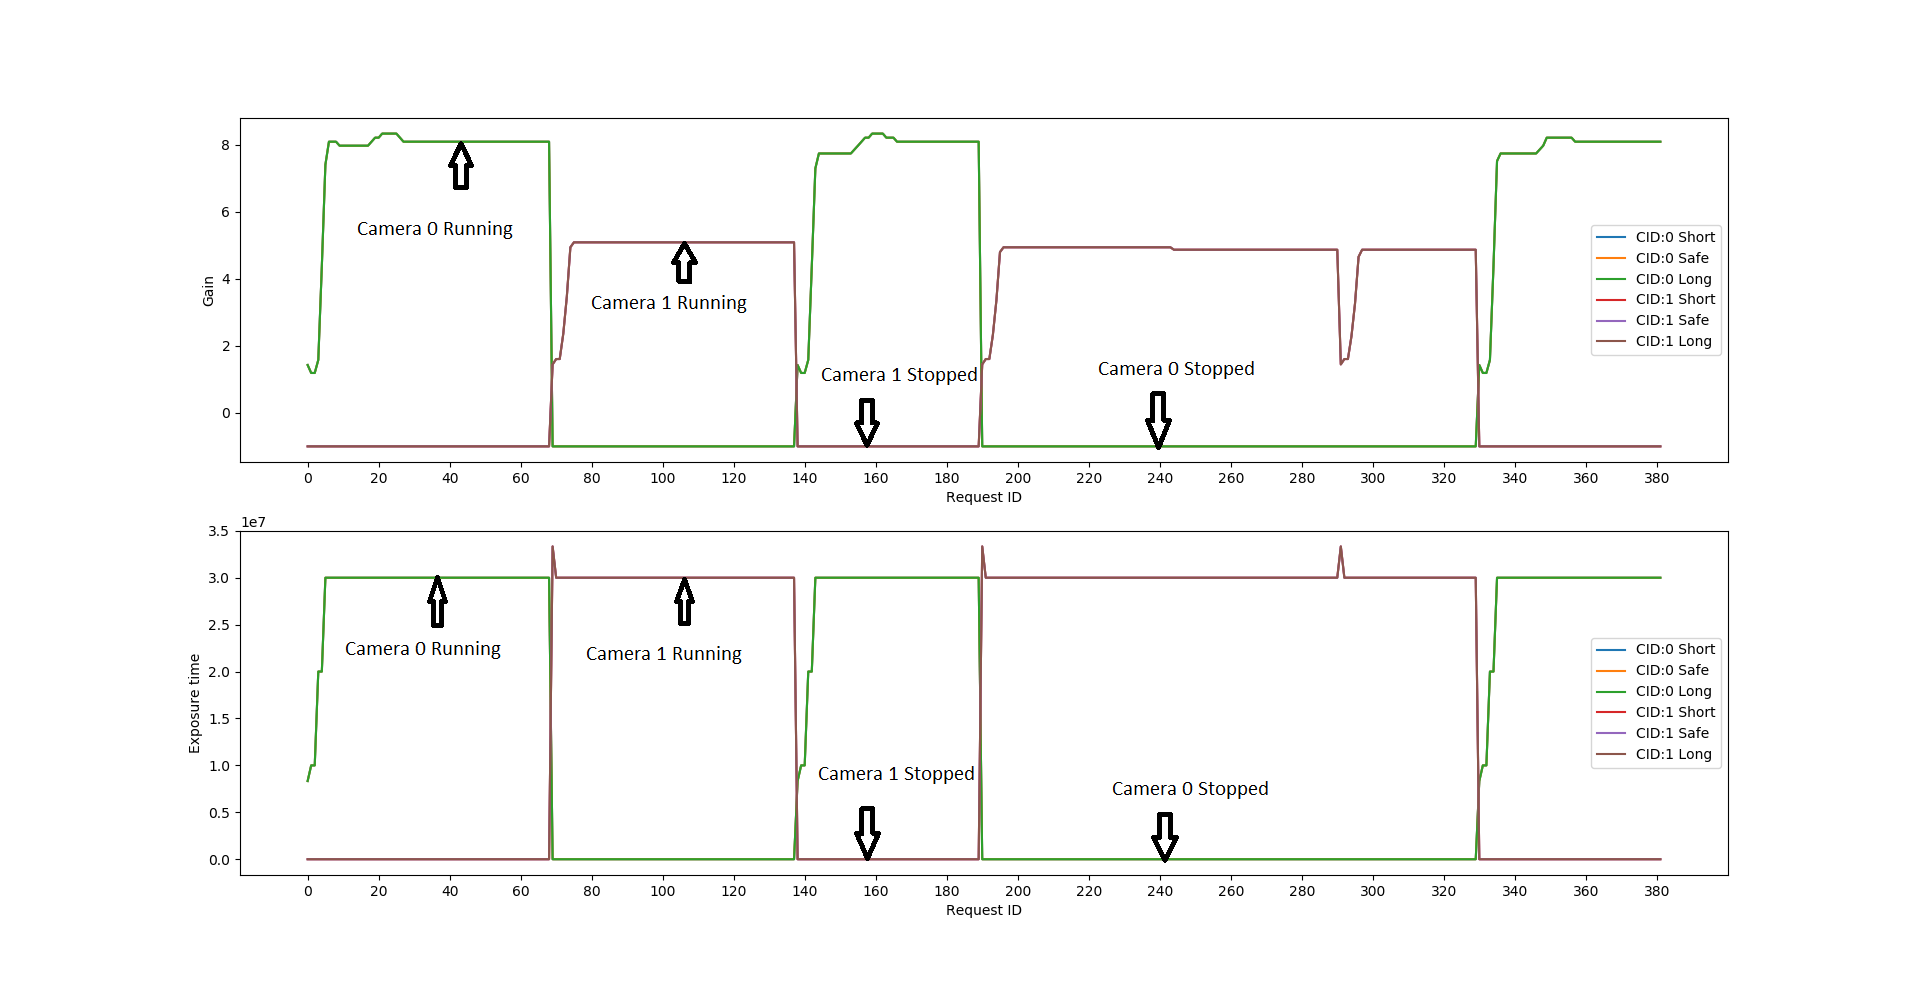 8
6
4
2
0
Gain
Camera 0 Running
Camera 1 Running
Camera 1 Stopped
Camera 0 Stopped
CID:0 Short
CID:0 Safe
CID:0 Long
CID:1 Short
CID:1 Safe
CID:1 Long
0 20 40 60 80 100 120 140 160 180 200 220 240 260 280 300 320 340 360 380
Request ID
1e7
3.5
3.0
2.5
2.0
1.5
1.0
0.5
0.0
Exposure time
Camera 0 Running
Camera 1 Running
Camera 1 Stopped
Camera 0 Stopped
CID:0 Short
CID:0 Safe
CID:0 Long
CID:1 Short
CID:1 Safe
CID:1 Long
0 20 40 60 80 100 120 140 160 180 200 220 240 260 280 300 320 340 360 380
Request ID